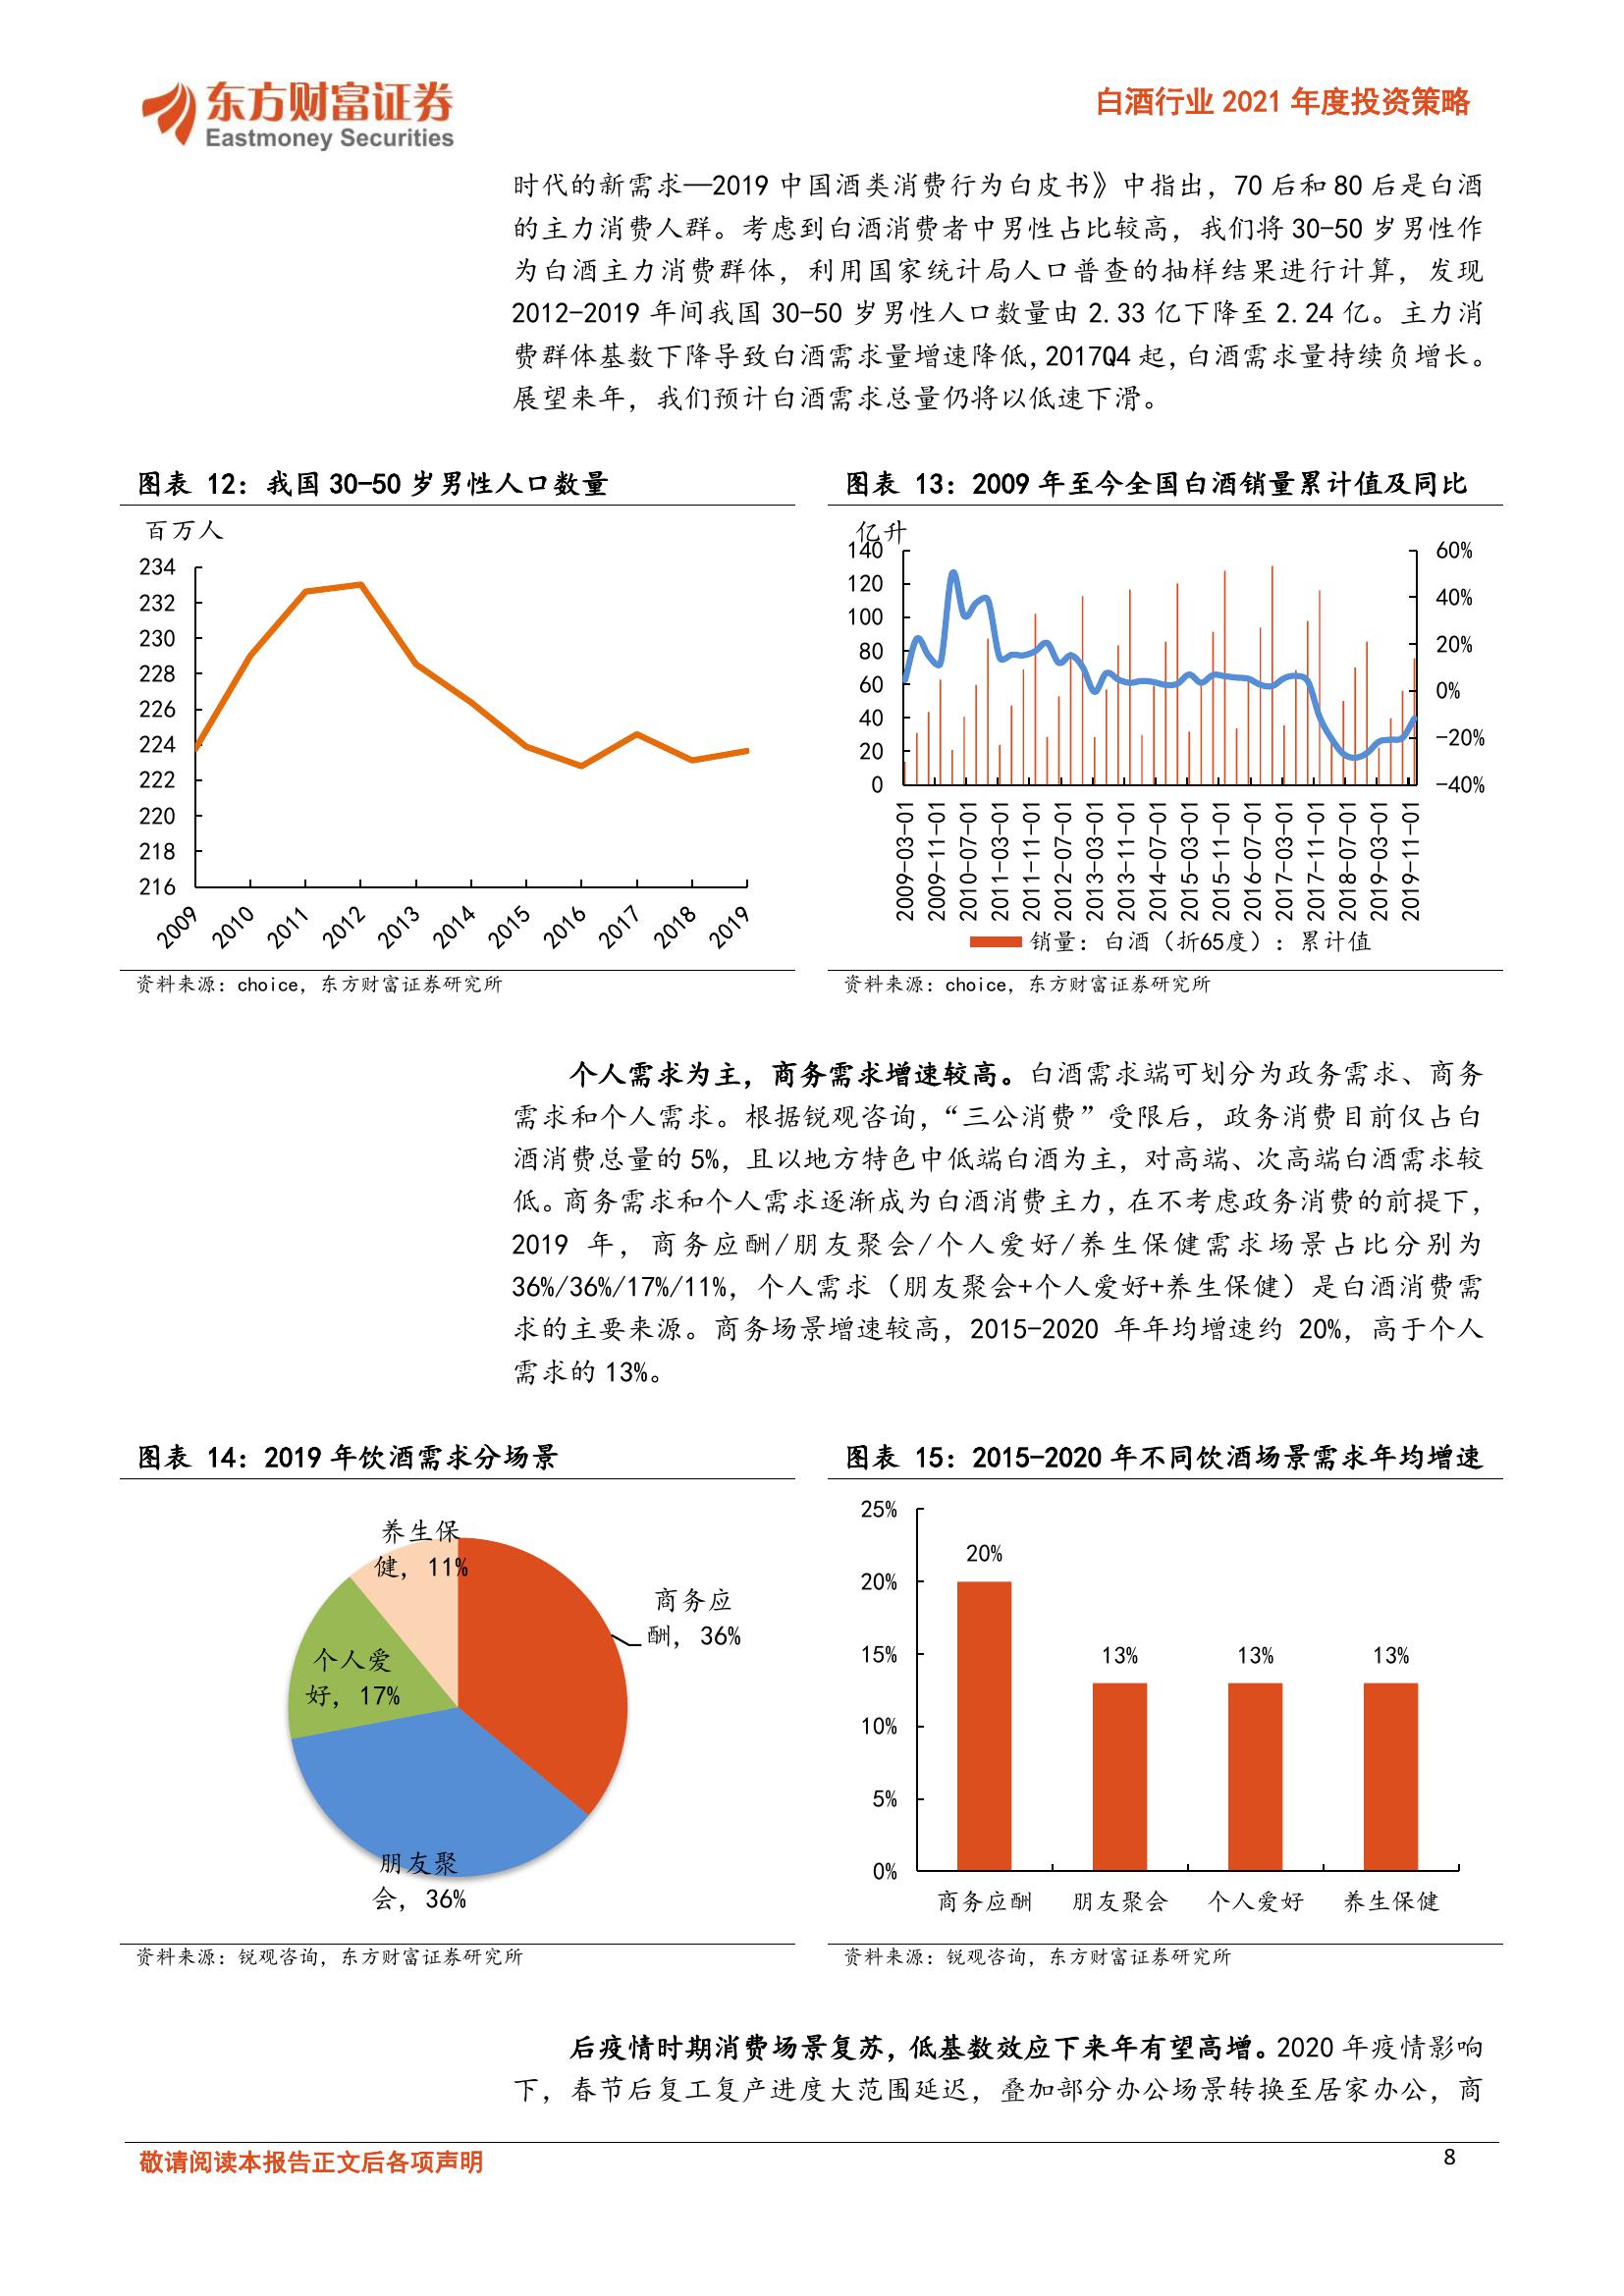 东方财富证券
Eastmoney Securities
白酒行业 2021 年度投资策略
时代的新需求—2019 中国酒类消费行为白皮书》中指出，70 后和 80 后是白酒
的主力消费人群。考虑到白酒消费者中男性占比较高，我们将 30-50 岁男性作
为白酒主力消费群体，利用国家统计局人口普查的抽样结果进行计算，发现
2012-2019 年间我国 30-50 岁男性人口数量由 2.33 亿下降至 2.24 亿。主力消
费群体基数下降导致白酒需求量增速降低，2017Q4 起，白酒需求量持续负增长。
展望来年，我们预计白酒需求总量仍将以低速下滑。
图表 12：我国 30-50 岁男性人口数量
百万人
234
232
230
228
226
224
222
220
218
216
2009 2010 2011 2012 2013 2014 2015 2016 2017 2018 2019
资料来源：choice，东方财富证券研究所
图表 13：2009 年至今全国白酒销量累计值及同比
亿升
140
120
100
80
60
40
20
0
60%
40%
20%
0%
-20%
-40%
2009-03-01 2009-11-01 2010-07-01 2011-03-01 2011-11-01 2012-07-01 2013-03-01 2013-11-01 2014-07-01 2015-03-01 2015-11-01 2016-07-01 2017-03-01 2017-11-01 2018-07-01 2019-03-01 2019-11-01
销量：白酒（折65度）：累计值
资料来源：choice，东方财富证券研究所
个人需求为主，商务需求增速较高。白酒需求端可划分为政务需求、商务
需求和个人需求。根据锐观咨询，“三公消费”受限后，政务消费目前仅占白
酒消费总量的 5%，且以地方特色中低端白酒为主，对高端、次高端白酒需求较
低。商务需求和个人需求逐渐成为白酒消费主力，在不考虑政务消费的前提下，
2019 年，商务应酬/朋友聚会/个人爱好/养生保健需求场景占比分别为
36%/36%/17%/11%，个人需求（朋友聚会+个人爱好+养生保健）是白酒消费需
求的主要来源。商务场景增速较高，2015-2020 年年均增速约 20%，高于个人
需求的 13%。
图表 14：2019 年饮酒需求分场景
养生保
健，11%
商务应
酬，36%
个人爱
好，17%
朋友聚
会，36%
资料来源：锐观咨询，东方财富证券研究所
图表 15：2015-2020 年不同饮酒场景需求年均增速
25%
20%
15%
10%
5%
0%
20%
13%
13%
13%
商务应酬 朋友聚会 个人爱好 养生保健
资料来源：锐观咨询，东方财富证券研究所
后疫情时期消费场景复苏，低基数效应下来年有望高增。2020 年疫情影响
下，春节后复工复产进度大范围延迟，叠加部分办公场景转换至居家办公，商
敬请阅读本报告正文后各项声明
8